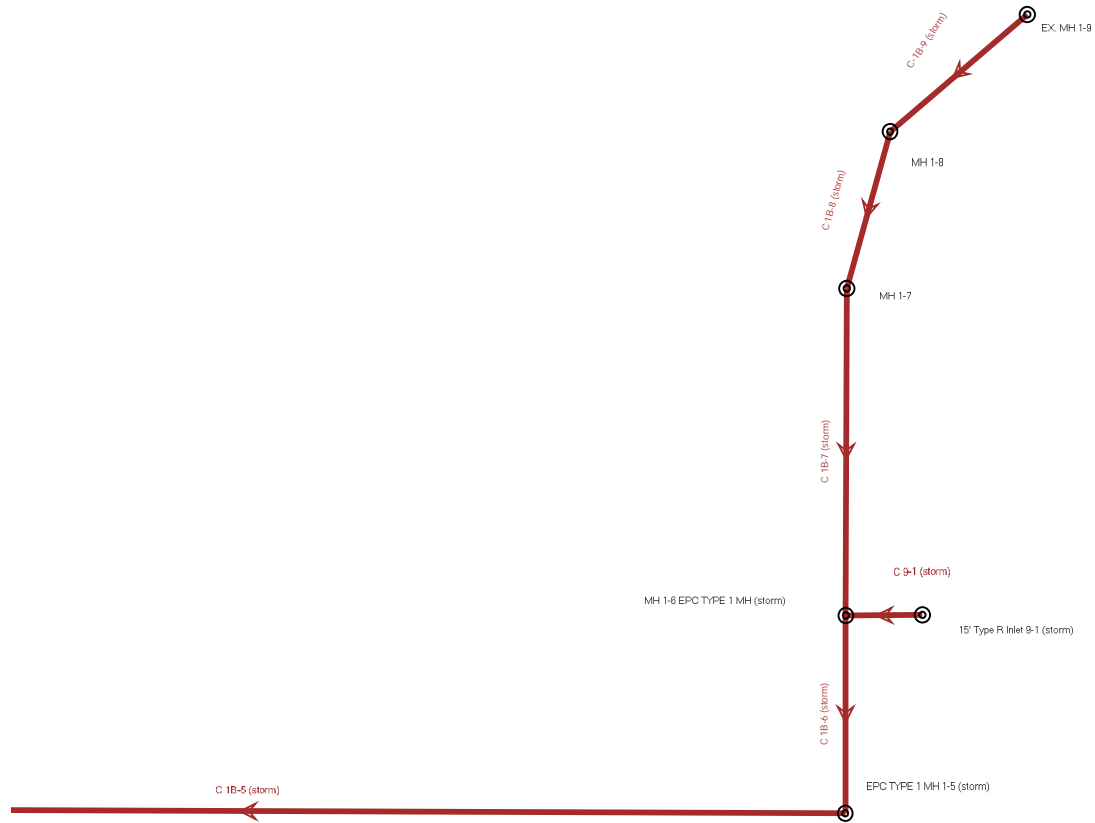 C-1B-9 (storm)
EX. MH 1-9
MH 1-8
C 1B-8 (storm)
MH 1-7
C 1B-7 (storm)
C 9-1 (storm)
MH 1-6 EPC TYPE 1 MH (storm)
15' Type R Inlet 9-1 (storm)
C 1B-6 (storm)
EPC TYPE 1 MH 1-5 (storm)
C 1B-5 (storm)